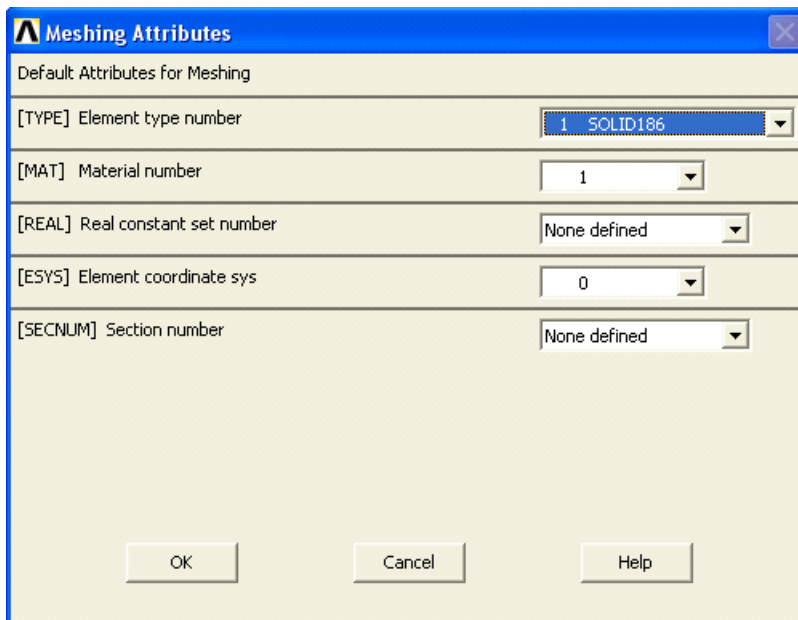 Meshing Attributes
Default Attributes for Meshing
[TYPE] Element type number 1 SOLID186
[MAT] Material number 1
[REAL] Real constant set number None defined
[ESYS] Element coordinate sys 0
[SECNUM] Section number None defined
OK Cancel Help